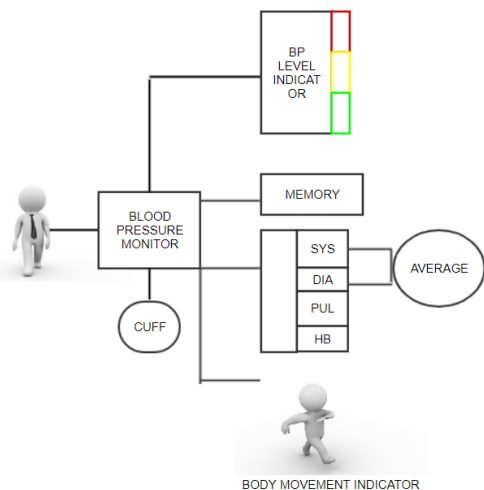 BP
LEVEL
INDICAT
OR
MEMORY
BLOOD
PRESSURE
MONITOR
SYS
DIA
PUL
HB
AVERAGE
CUFF
BODY MOVEMENT INDICATOR